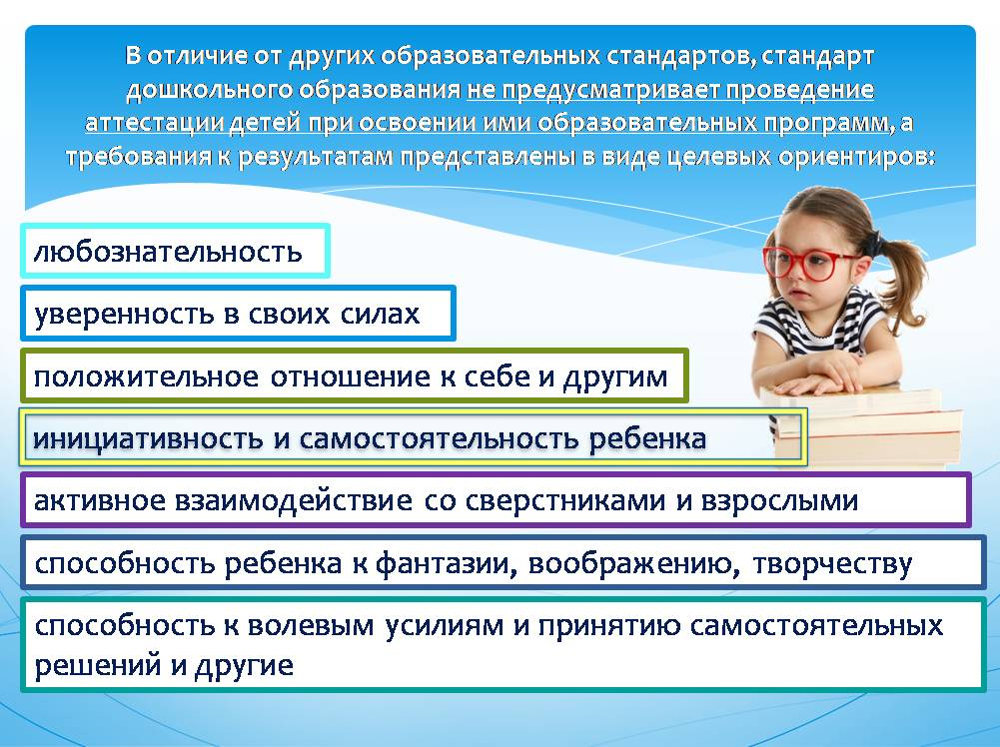 В отличие от других образовательных стандартов, стандарт
дошкольного образования не предусматривает проведение
аттестации детей при освоении ими образовательных программ, а
требования к результатам представлены в виде целевых ориентиров:
любознательность
уверенность в своих силах
положительное отношение к себе и другим
инициативность и самостоятельность ребенка
активное взаимодействие со сверстниками и взрослыми
способность ребенка к фантазии, воображению, творчеству
способность к волевым усилиям и принятию самостоятельных
решений и другие